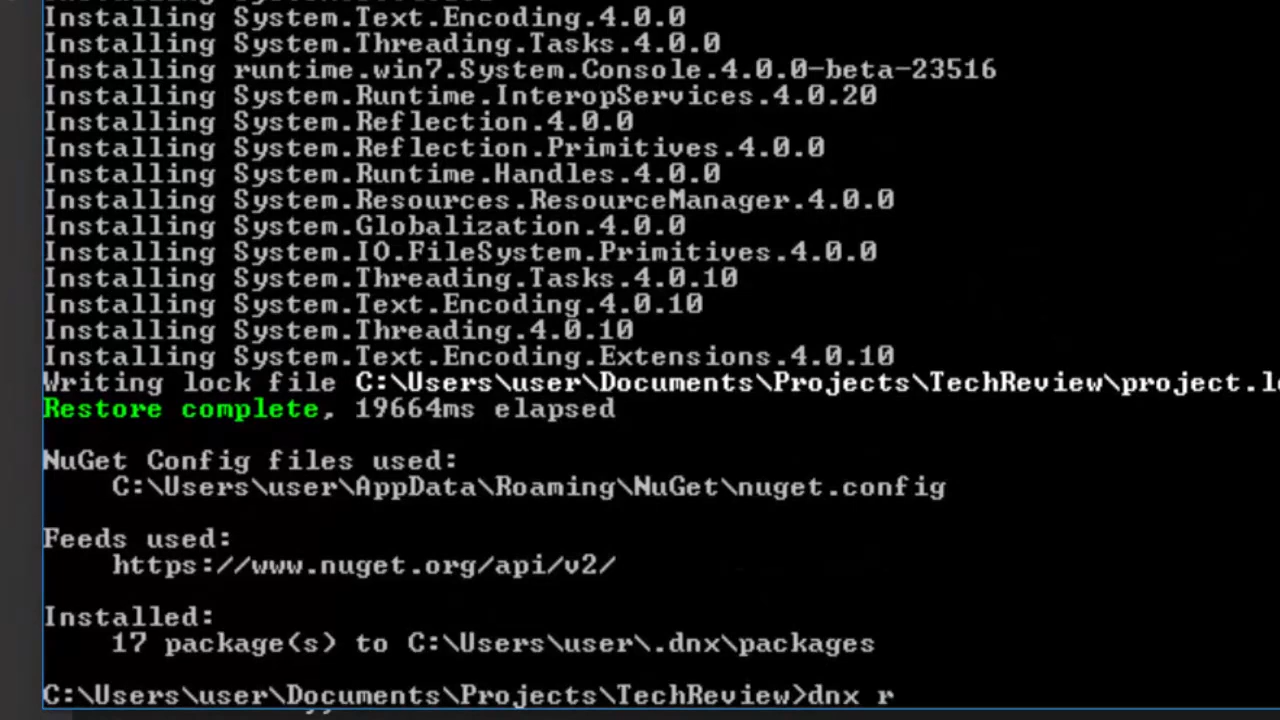 Installing System.Text.Encoding.4.0.0
Installing System.Threading.Tasks.4.0.0
Installing runtime.win7.System.Console.4.0.0-beta-23516
Installing System.Runtime.InteropServices.4.0.20
Installing System.Reflection.4.0.0
Installing System.Reflection.Primitives.4.0.0
Installing System.Runtime.Handles.4.0.0
Installing System.Resources.ResourceManager.4.0.0
Installing System.Globalization.4.0.0
Installing System.IO.FileSystem.Primitives.4.0.0
Installing System.Threading.Tasks.4.0.10
Installing System.Text.Encoding.4.0.10
Installing System.Threading.4.0.10
Installing System.Text.Encoding.Extensions.4.0.10
Writing lock file C:\Users\user\Documents\Projects\TechReview\project.l
Restore complete, 19664ms elapsed
NuGet Config files used:
C:\Users\user\AppData\Roaming\NuGet\nuget.config
Feeds used:
https://www.nuget.org/api/v2/
Installed:
17 package(s) to C:\Users\user\.dnx\packages
C:\Users\user\Documents\Projects\TechReview>dnx r